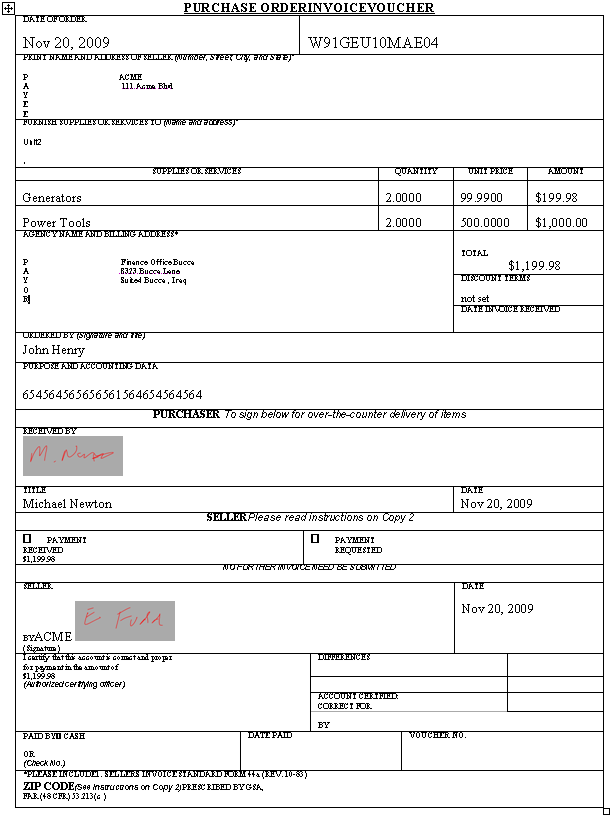 PURCHASE ORDERINVOICEVOUCHER
DATE OF ORDER
Nov 20, 2009
W91GEU10MAE04
PRINT NAME AND ADDRESS OF SELLER (Number, Street, City, and State)*
P
A
Y
E
E
ACME
111.Acme Blvd
FURNISH SUPPLIES OR SERVICES TO (Name and address)*
Unit2
SUPPLIES OR SERVICES QUANTITY UNIT PRICE AMOUNT
Generators 2.0000 99.9900 $199.98
Power Tools 2.0000 500.0000 $1,000.00
AGENCY NAME AND BILLING ADDRESS*
P
A
Y
O
R
Finance Office Bucca
8323.Bucca.Lane
Suited Bucca , Iraq
TOTAL
$1,199.98
DISCOUNT TERMS
not set
DATE INVOICE RECEIVED
ORDERED BY (Signature and title)
John Henry
PURPOSE AND ACCOUNTING DATA
654564565656561564654564564
PURCHASER To sign below for over-the-counter delivery of items
RECEIVED BY
TITLE
Michael Newton
DATE
Nov 20, 2009
SELLERPlease read instructions on Copy 2
PAYMENT
RECEIVED
$1,199.98
PAYMENT
REQUESTED
NO FURTHER INVOICE NEED BE SUBMITTED
SELLER
E Fudd
BYACME
(Signature)
DATE
Nov 20, 2009
I certify that this account is correct and proper
for payment in the amount of
$1,199.98
(Authorized certifying officer)
DIFFERENCES
ACCOUNT CERTIFIED:
CORRECT FOR
BY
PAID BY CASH
OR
(Check No.)
DATE PAID
VOUCHER NO.
*PLEASE INCLUDE1. SELLERS INVOICESTANDARD FORM 44a (REV. 10-83)
ZIP CODE(See Instructions on Copy 2)PRESCRIBED BY GSA,
FAR (48 CFR) 53.213(c )